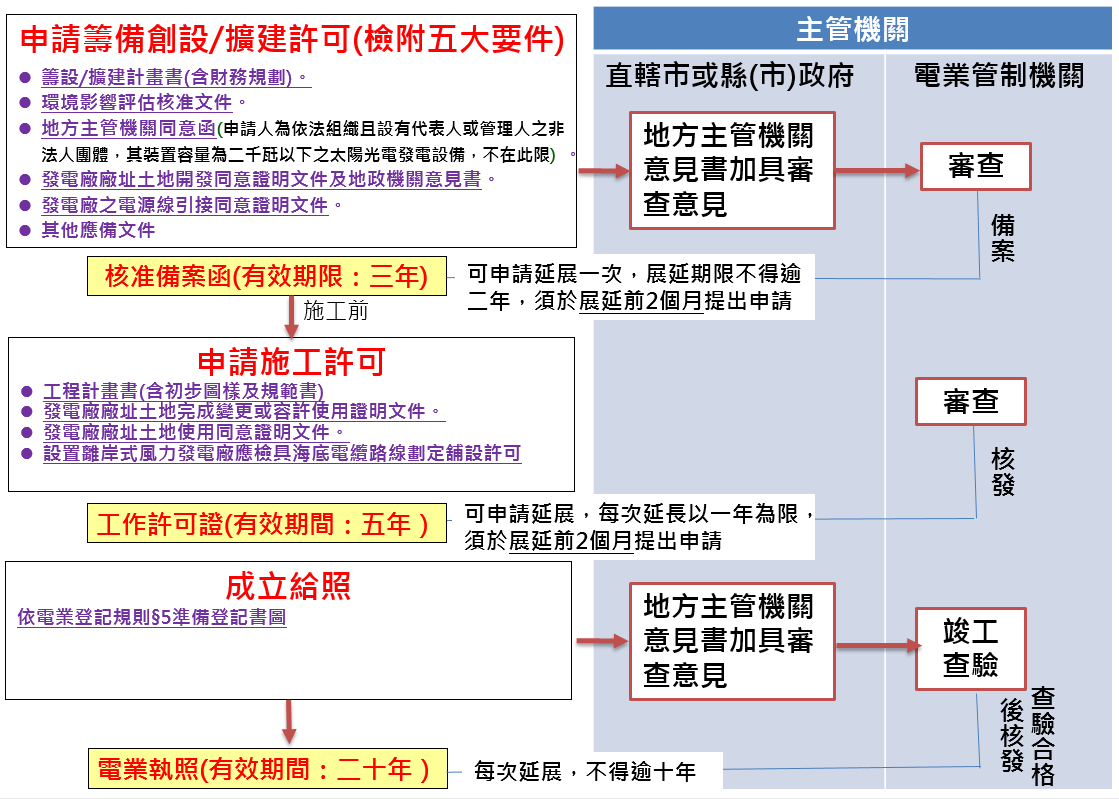 申請籌備創設/擴建許可(檢附五大要件)
● 籌設/擴建計畫書(含財務規劃)。
● 環境影響評估核准文件。
● 地方主管機關同意函(申請人為依法組織且設有代表人或管理人之非
法人團體，其裝置容量為二千瓩以下之太陽光電發電設備，不在此限) 。
● 發電廠廠址土地開發同意證明文件及地政機關意見書。
● 發電廠之電源線引接同意證明文件。
● 其他應備文件
主管機關
直轄市或縣(市)政府
電業管制機關
地方主管機關
意見書加具審
查意見
審查
備案
核准備案函(有效期限：三年)
可申請延展一次，展延期限不得逾
二年，須於展延前2個月提出申請
施工前
申請施工許可
● 工程計畫書(含初步圖樣及規範書)
● 發電廠廠址土地完成變更或容許使用證明文件。
● 發電廠廠址土地使用同意證明文件。
● 設置離岸式風力發電廠應檢具海底電纜路線劃定舖設許可
審查
核發
工作許可證(有效期間：五年 )
可申請延展，每次延長以一年為限，
須於展延前2個月提出申請
成立給照
依電業登記規則§5準備登記書圖
地方主管機關
意見書加具審
查意見
竣工
查驗
查驗合格
後核發
電業執照(有效期間：二十年 )
每次延展，不得逾十年